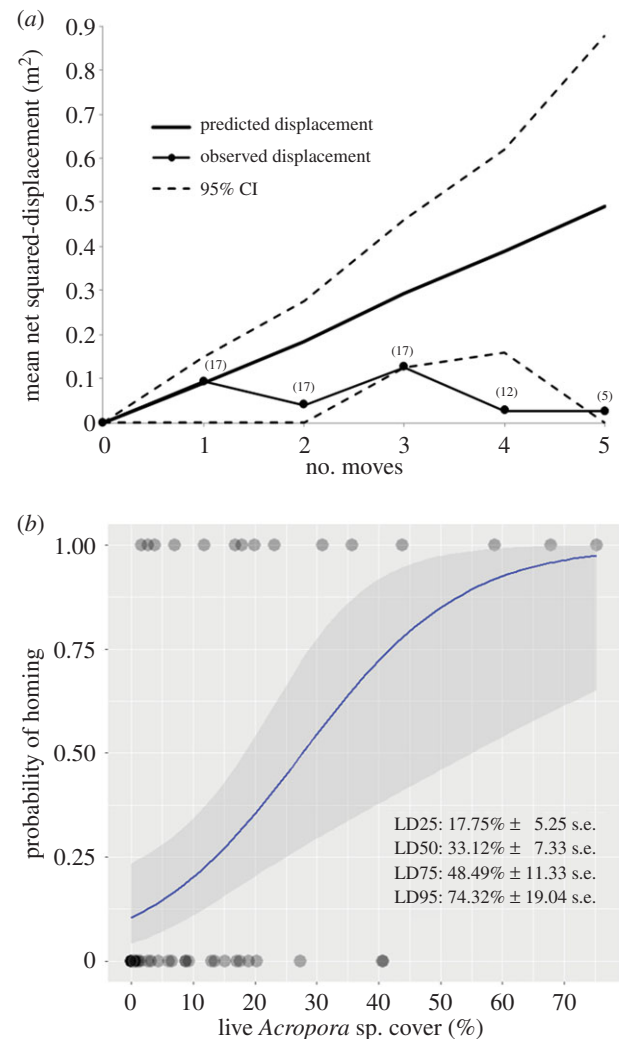 (a)
mean net squared-displacement (m²)
0.9
0.8
0.7
0.6
0.5
0.4
0.3
0.2
0.1
0
predicted displacement
observed displacement
95% CI
(17)
(17)
(17)
(12)
(5)
0 1 2 3 4 5
no. moves
(b)
probability of homing
1.00
0.75
0.50
0.25
0
LD25: 17.75% ± 5.25 s.e.
LD50: 33.12% ± 7.33 s.e.
LD75: 48.49% ± 11.33 s.e.
LD95: 74.32% ± 19.04 s.e.
0 10 20 30 40 50 60 70
live Acropora sp. cover (%)